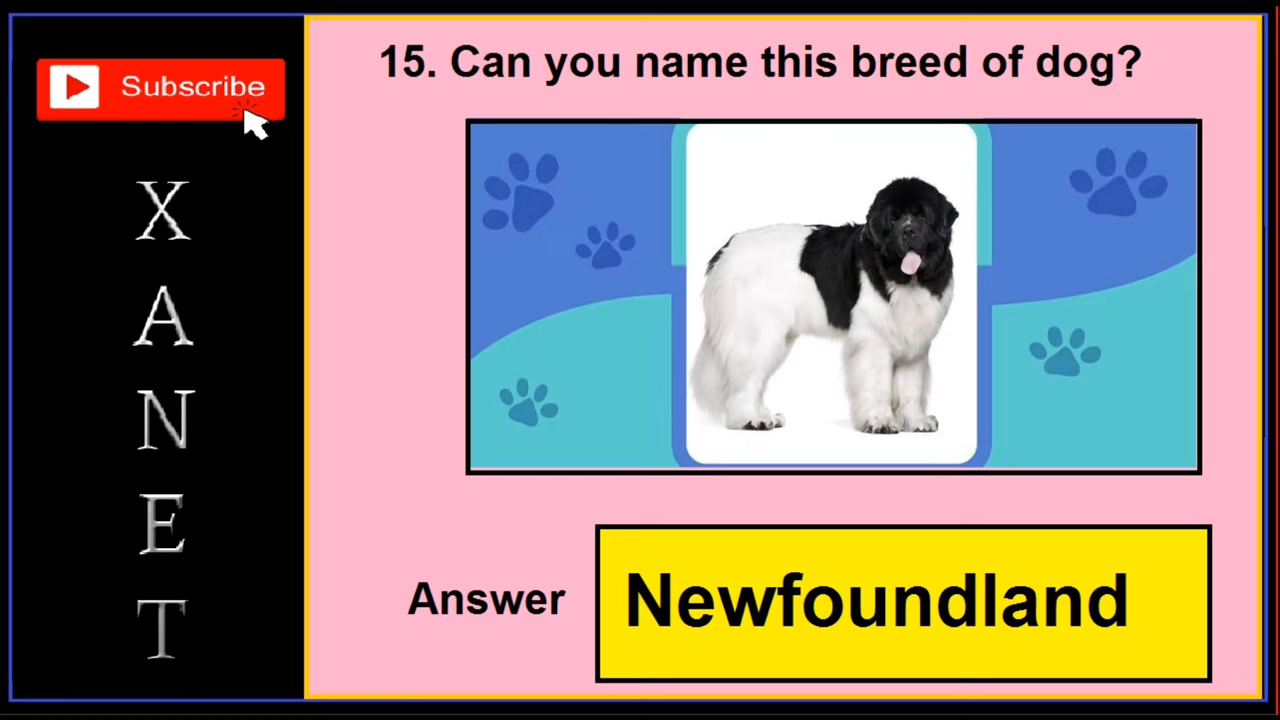 15. Can you name this breed of dog?
Subscribe
X
A
N
E
T
Answer
Newfoundland